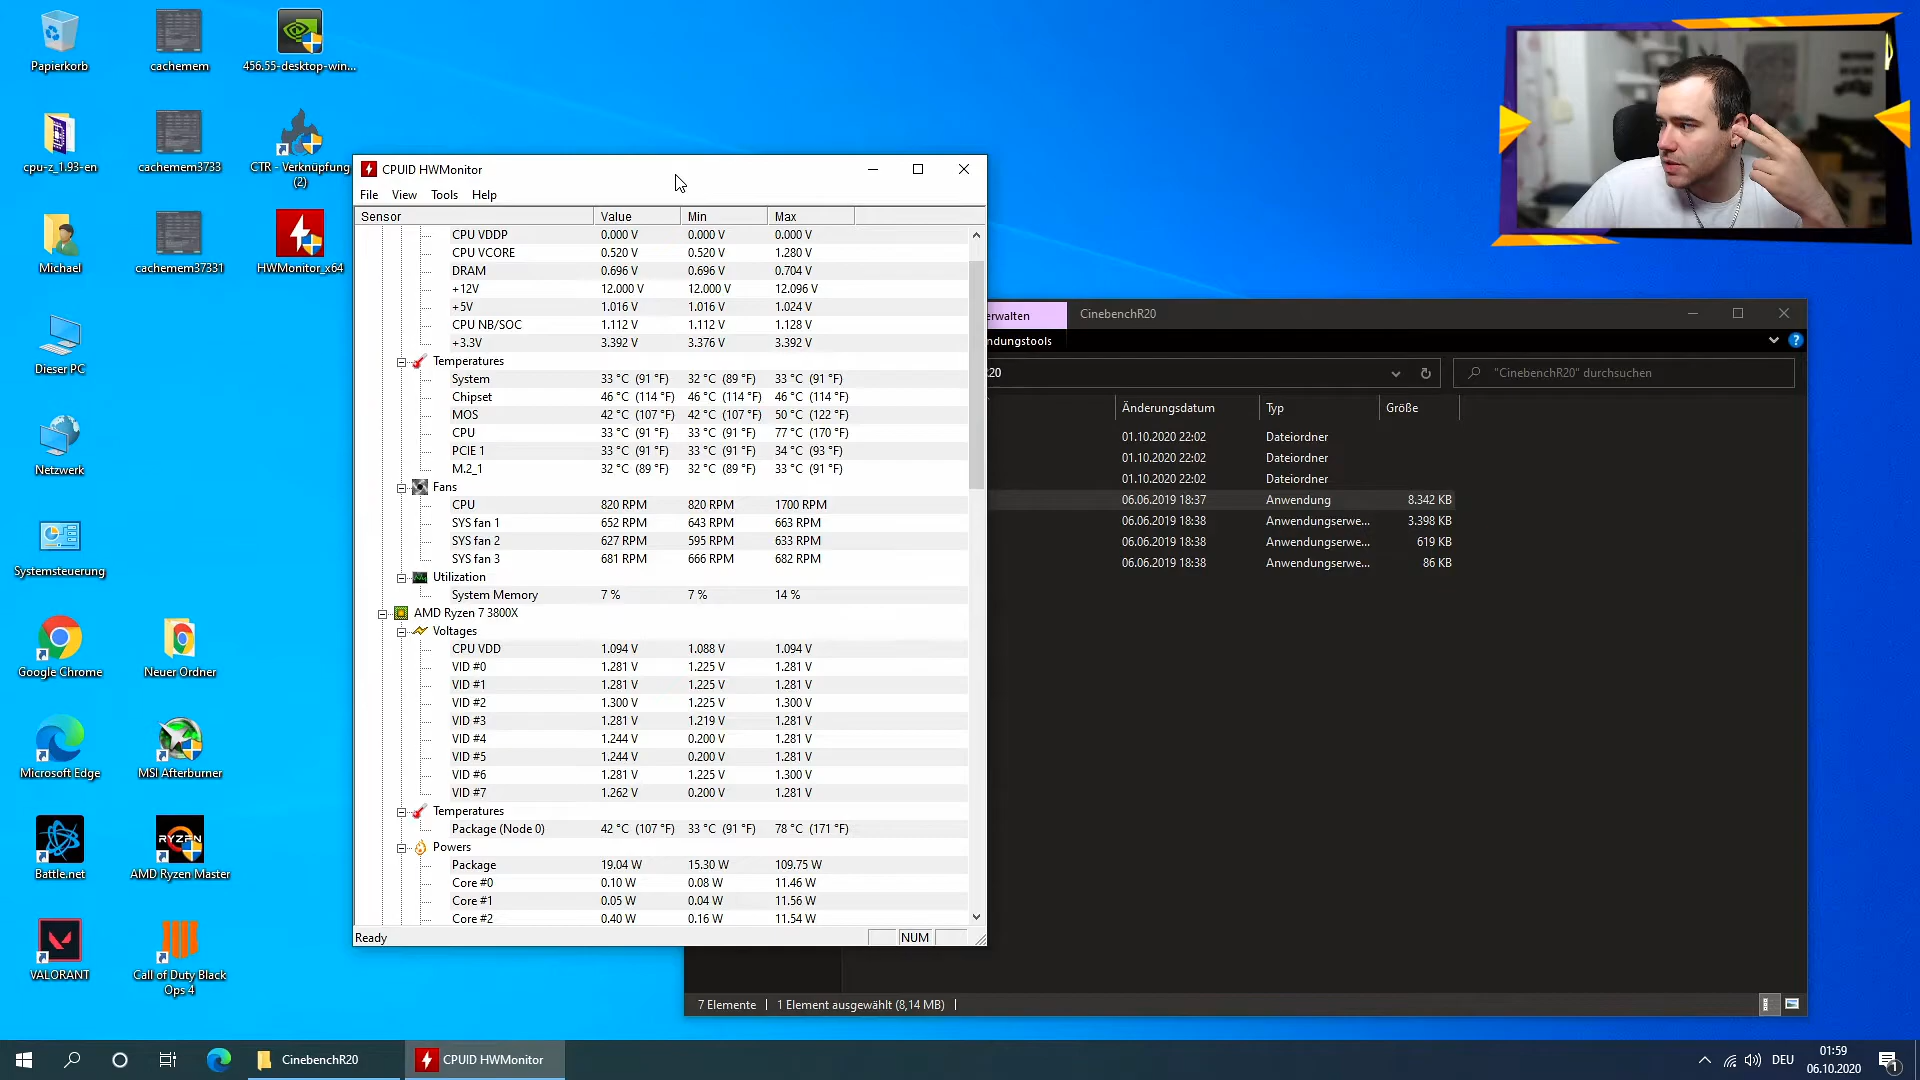 Papierkorb
cachemem
456.55-desktop-win...
cpu-z_1.93-en
cachemem3733
CTR - Verknüpfung
(2)
Michael
cachemem37331
HWMonitor_x64
Dieser PC
Netzwerk
Systemsteuerung
Google Chrome
Neuer Ordner
Microsoft Edge
MSI Afterburner
Battle.net
RYZEN
AMD Ryzen Master
VALORANT
Call of Duty Black
Ops 4
CPUID HWMonitor
File View Tools Help
Sensor Value Min Max
CPU VDDP 0.000 V 0.000 V 0.000 V
CPU VCORE 0.520 V 0.520 V 1.280 V
DRAM 0.696 V 0.696 V 0.704 V
+12V 12.000 V 12.000 V 12.096 V
+5V 1.016 V 1.016 V 1.024 V
CPU NB/SOC 1.112 V 1.112 V 1.128 V
+3.3V 3.392 V 3.376 V 3.392 V
Temperatures
System 33 °C (91 °F) 32 °C (89 °F) 33 °C (91 °F)
Chipset 46 °C (114 °F) 46 °C (114 °F) 46 °C (114 °F)
MOS 42 °C (107 °F) 42 °C (107 °F) 50 °C (122 °F)
CPU 33 °C (91 °F) 33 °C (91 °F) 77 °C (170 °F)
PCIE 1 33 °C (91 °F) 33 °C (91 °F) 34 °C (93 °F)
M.2_1 32 °C (89 °F) 32 °C (89 °F) 33 °C (91 °F)
Fans
CPU 820 RPM 820 RPM 1700 RPM
SYS fan 1 652 RPM 643 RPM 663 RPM
SYS fan 2 627 RPM 595 RPM 633 RPM
SYS fan 3 681 RPM 666 RPM 682 RPM
Utilization
System Memory 7 % 7 % 14 %
AMD Ryzen 7 3800X
Voltages
CPU VDD 1.094 V 1.088 V 1.094 V
VID #0 1.281 V 1.225 V 1.281 V
VID #1 1.281 V 1.225 V 1.281 V
VID #2 1.300 V 1.225 V 1.300 V
VID #3 1.281 V 1.219 V 1.281 V
VID #4 1.244 V 0.200 V 1.281 V
VID #5 1.244 V 0.200 V 1.281 V
VID #6 1.281 V 1.225 V 1.300 V
VID #7 1.262 V 0.200 V 1.281 V
Temperatures
Package (Node 0) 42 °C (107 °F) 33 °C (91 °F) 78 °C (171 °F)
Powers
Package 19.04 W 15.30 W 109.75 W
Core #0 0.10 W 0.08 W 11.46 W
Core #1 0.05 W 0.04 W 11.56 W
Core #2 0.40 W 0.16 W 11.54 W
Ready NUM
erwalten CinebenchR20
ndungstools
20 "CinebenchR20" durchsuchen
Änderungsdatum Typ Größe
01.10.2020 22:02 Dateiordner
01.10.2020 22:02 Dateiordner
01.10.2020 22:02 Dateiordner
06.06.2019 18:37 Anwendung 8.342 KB
06.06.2019 18:38 Anwendungserwe... 3.398 KB
06.06.2019 18:38 Anwendungserwe... 619 KB
06.06.2019 18:38 Anwendungserwe... 86 KB
7 Elemente 1 Element ausgewählt (8,14 MB)
CinebenchR20
CPUID HWMonitor
DEU
01:59
06.10.2020
1